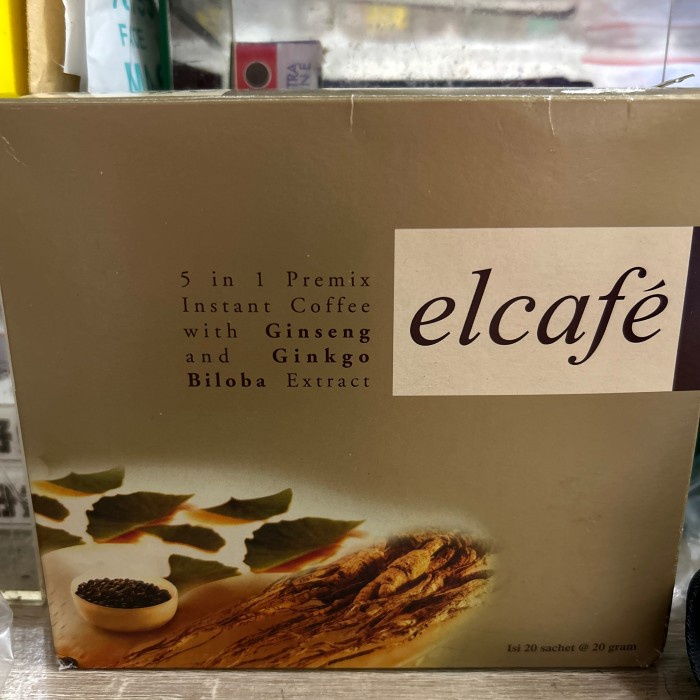 5 in 1 Premix
Instant Coffee
with Ginseng
and Ginkgo
Biloba Extract
elcafé
Isi 20 sachet @ 20 gram